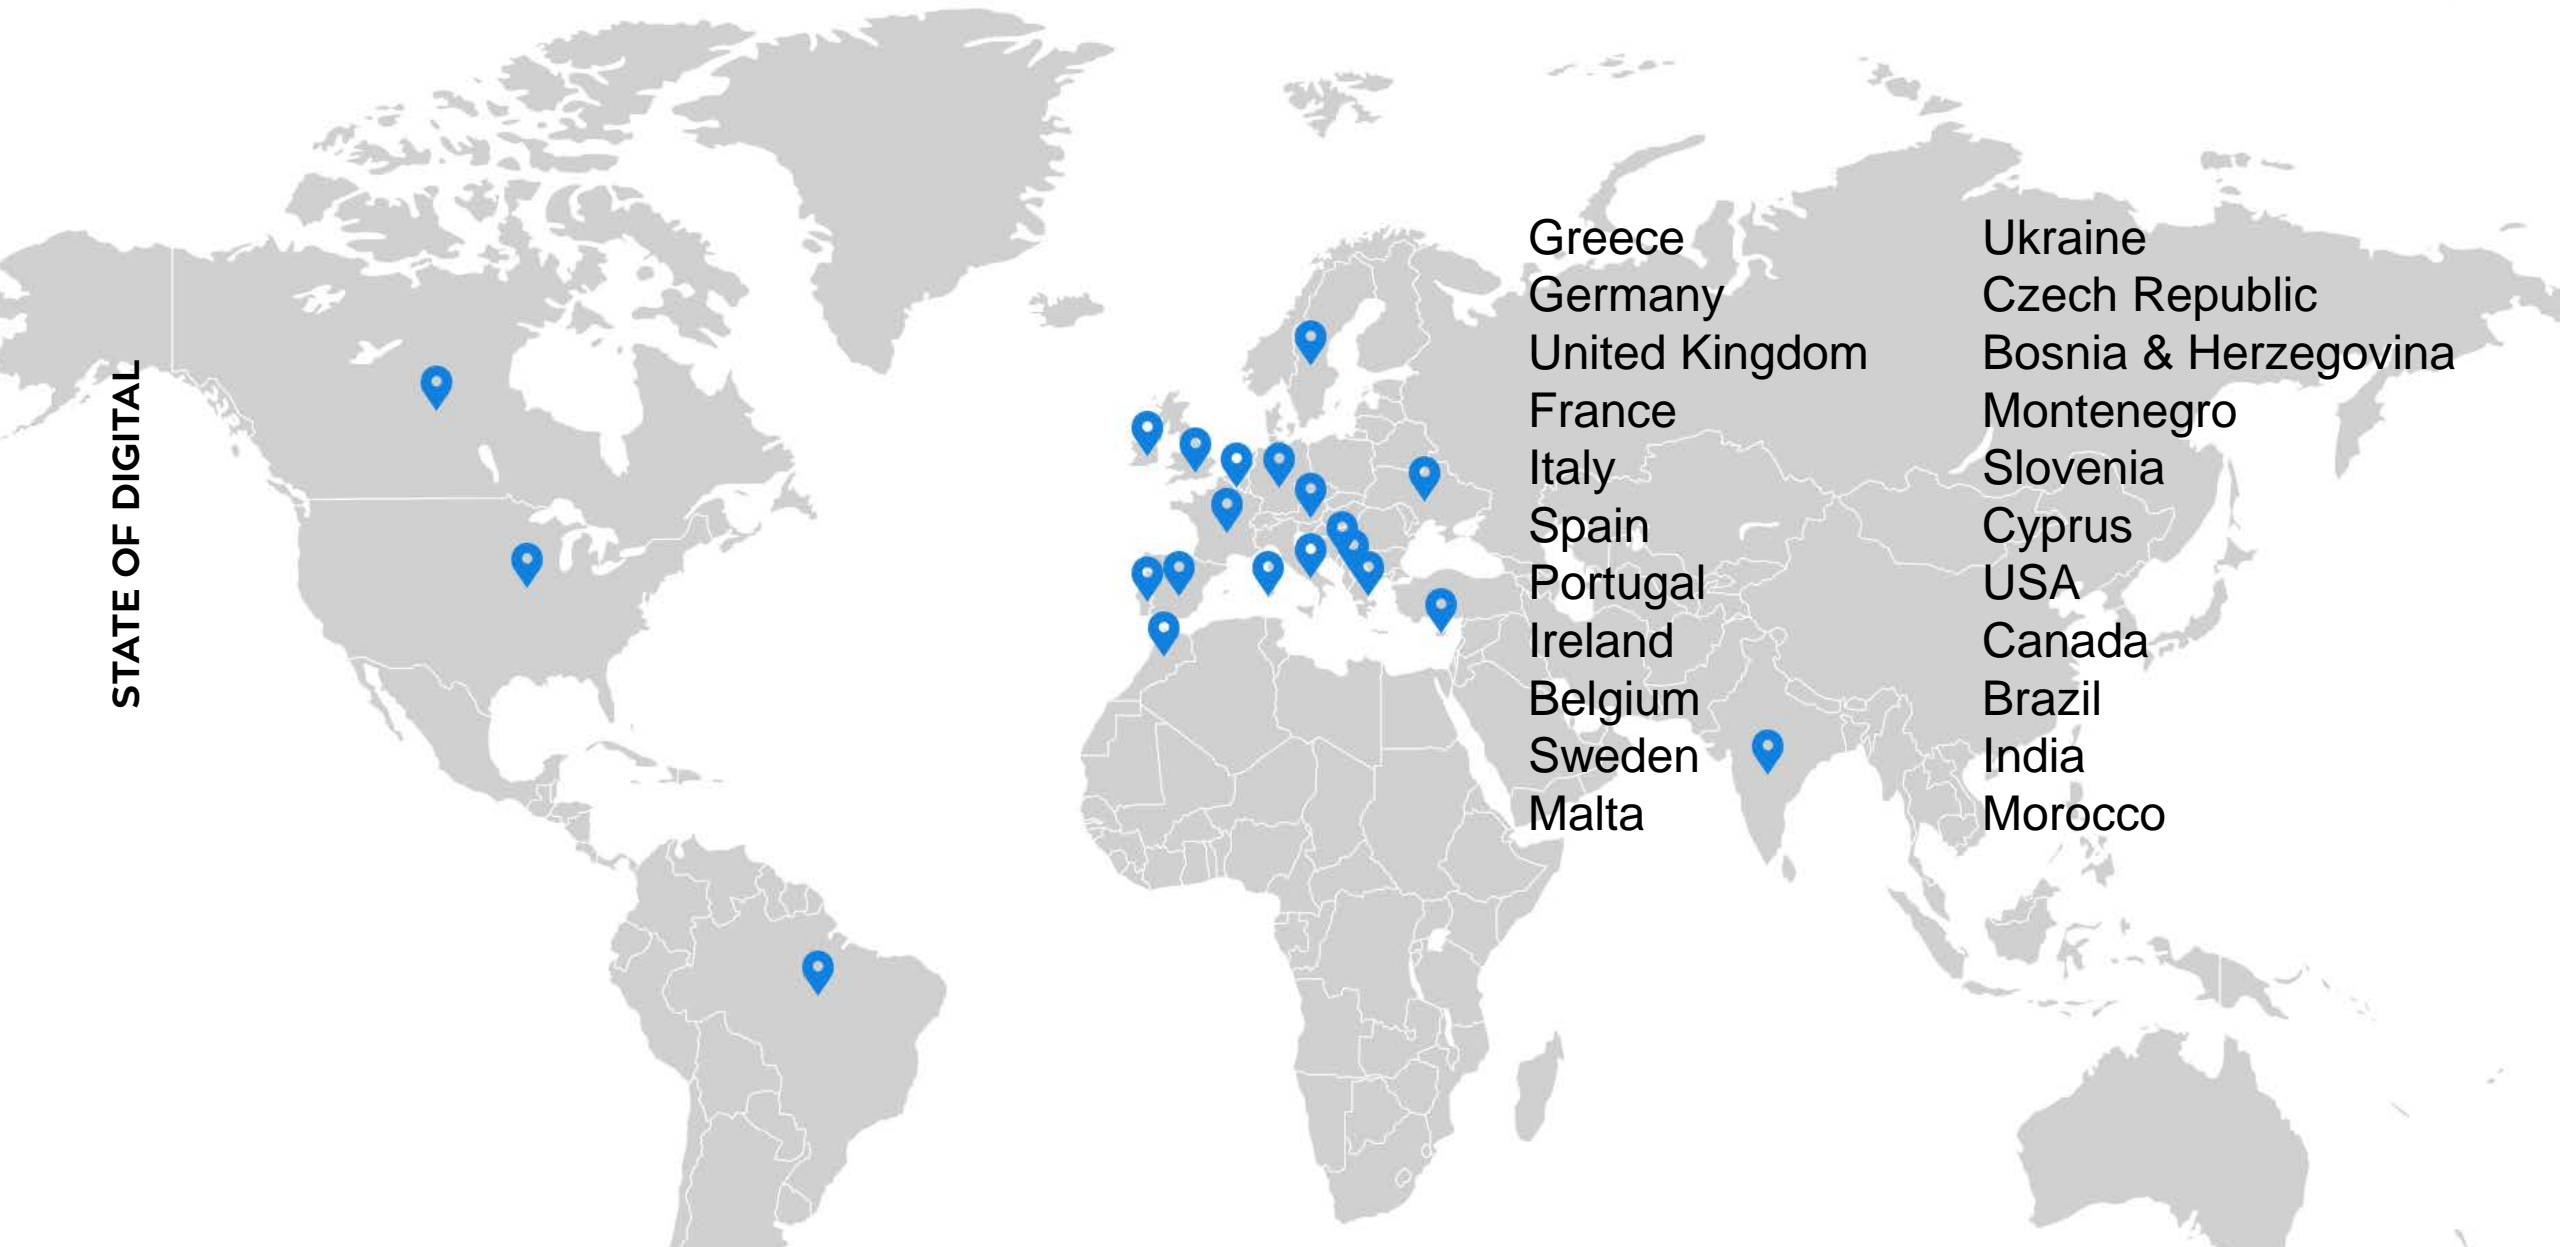 STATE OF DIGITAL
Greece
Germany
United Kingdom
France
Italy
Spain
Portugal
Ireland
Belgium
Sweden
Malta
Ukraine
Czech Republic
Bosnia & Herzegovina
Montenegro
Slovenia
Cyprus
USA
Canada
Brazil
India
Morocco